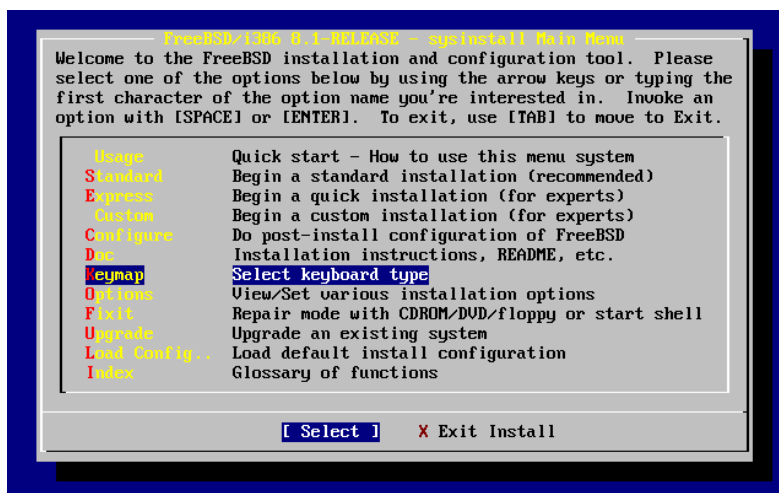 FreeBSD/i386 8.1-RELEASE - sysinstall Main Menu
Welcome to the FreeBSD installation and configuration tool.  Please
select one of the options below by using the arrow keys or typing the
first character of the option name you're interested in.  Invoke an
option with [SPACE] or [ENTER].  To exit, use [TAB] to move to Exit.
Usage Quick start - How to use this menu system
Standard Begin a standard installation (recommended)
Express Begin a quick installation (for experts)
Custom Begin a custom installation (for experts)
Configure Do post-install configuration of FreeBSD
Doc Installation instructions, README, etc.
Keymap Select keyboard type
Options View/Set various installation options
Fixit Repair mode with CDROM/DVD/floppy or start shell
Upgrade Upgrade an existing system
Load Config.. Load default install configuration
Index Glossary of functions
[ Select ] X Exit Install